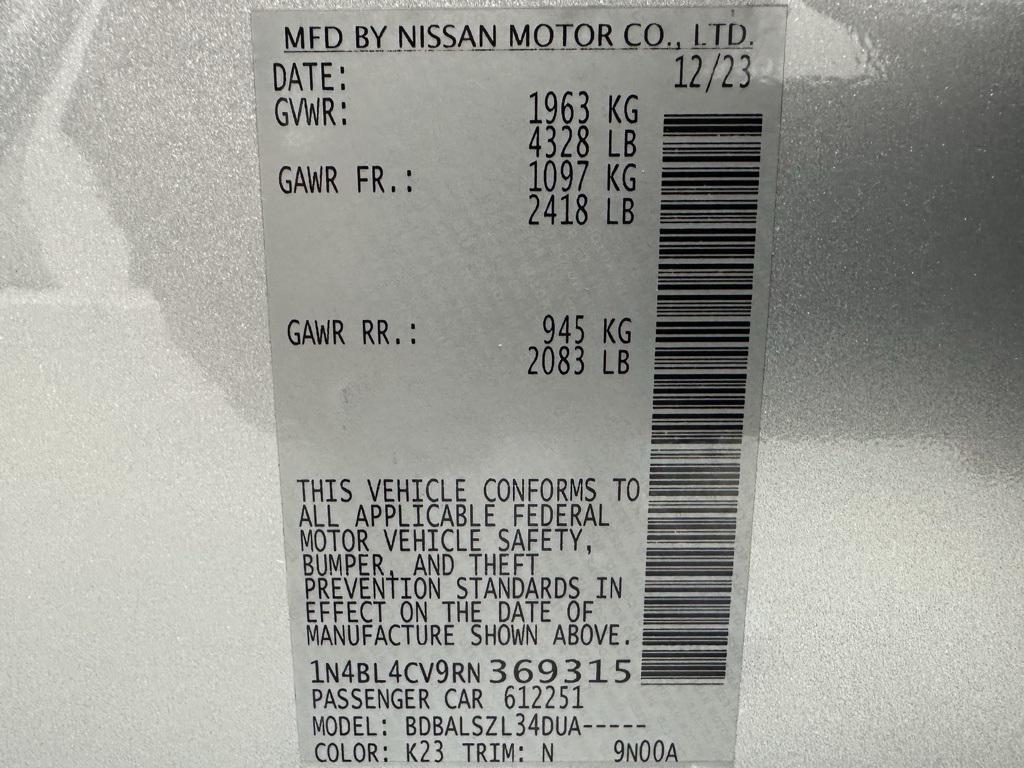 MFD BY NISSAN MOTOR CO., LTD.
DATE: 12/23
GVWR: 1963 KG
4328 LB
GAWR FR.: 1097 KG
2418 LB
GAWR RR.: 945 KG
2083 LB
THIS VEHICLE CONFORMS TO
ALL APPLICABLE FEDERAL
MOTOR VEHICLE SAFETY,
BUMPER, AND THEFT
PREVENTION STANDARDS IN
EFFECT ON THE DATE OF
MANUFACTURE SHOWN ABOVE.
1N4BL4CV9RN 369315
PASSENGER CAR 612251
MODEL: BDBALSZL34DUA-----
COLOR: K23 TRIM: N 9N00A